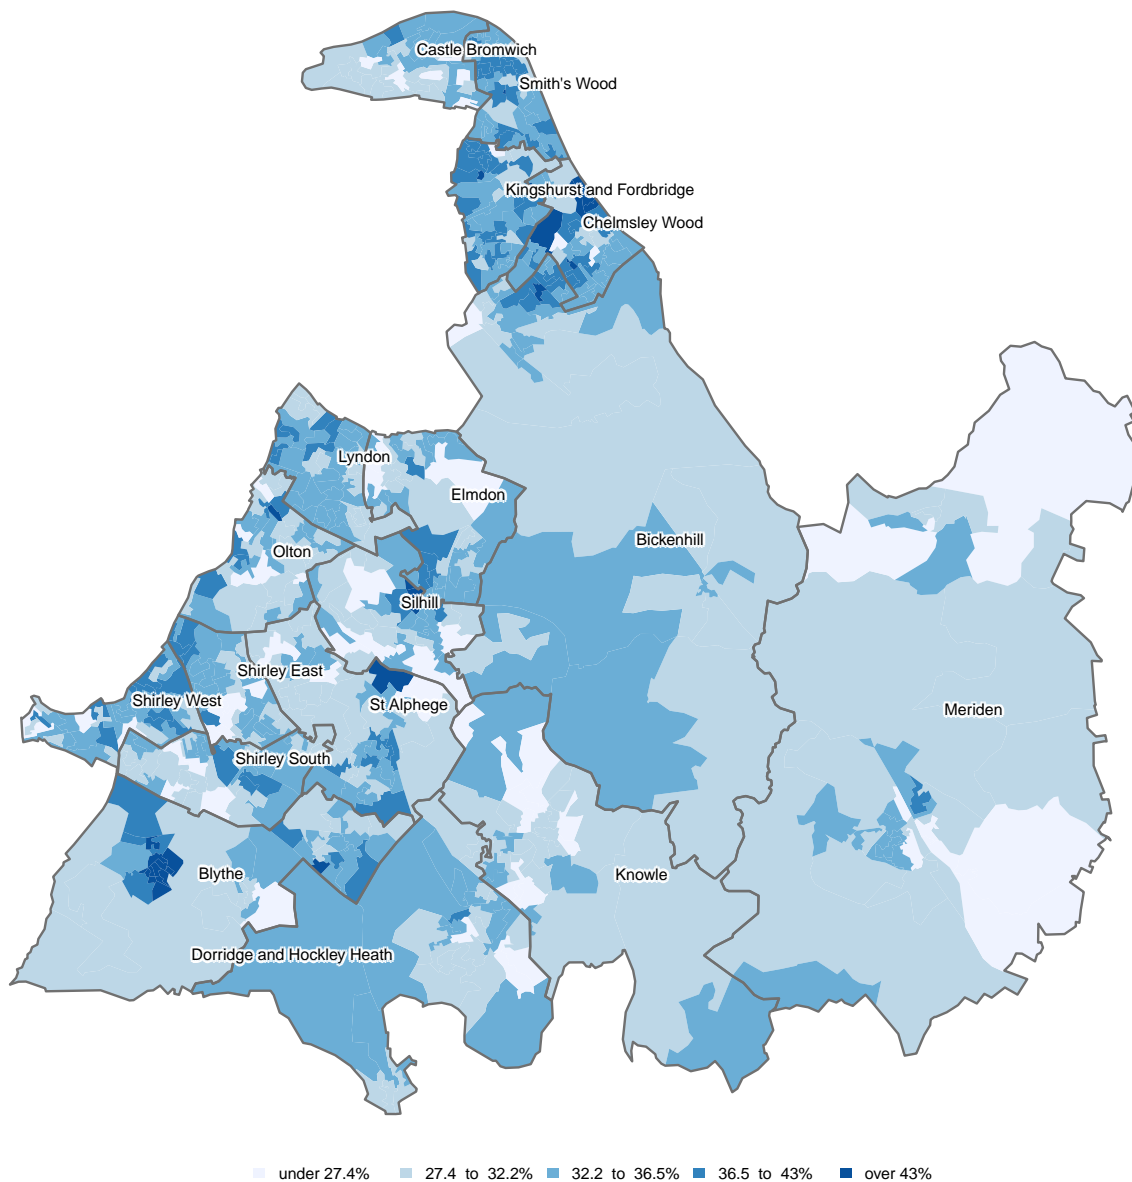 Castle Bromwich
Smith's Wood
Kingshurst and Fordbridge
Chelmsley Wood
Lyndon
Elmdon
Bickenhill
Olton
Silhill
Shirley East
Shirley West
St Alphege
Meriden
Shirley South
Blythe
Knowle
Dorridge and Hockley Heath
under 27.4% 27.4 to 32.2% 32.2 to 36.5% 36.5 to 43% over 43%